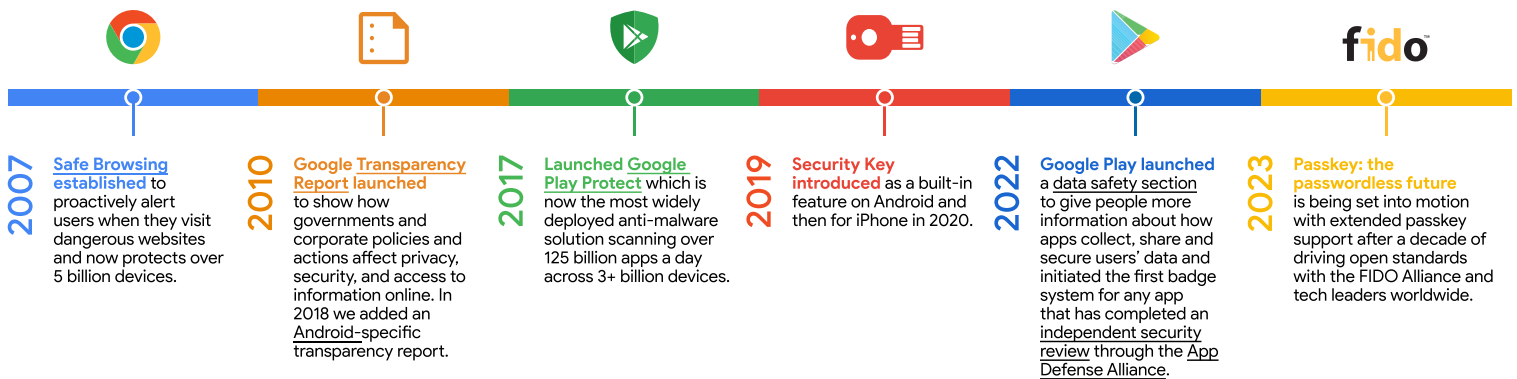 fido™
2007
Safe Browsing
established to
proactively alert
users when they visit
dangerous websites
and now protects over
5 billion devices.
2010
Google Transparency
Report launched
to show how
governments and
corporate policies and
actions affect privacy,
security, and access to
information online. In
2018 we added an
Android-specific
transparency report.
2017
Launched Google
Play Protect which is
now the most widely
deployed anti-malware
solution scanning over
125 billion apps a day
across 3+ billion devices.
2019
Security Key
introduced as a built-in
feature on Android and
then for iPhone in 2020.
2022
Google Play launched
a data safety section
to give people more
information about how
apps collect, share and
secure users' data and
initiated the first badge
system for any app
that has completed an
independent security
review through the App
Defense Alliance.
2023
Passkey: the
passwordless future
is being set into motion
with extended passkey
support after a decade of
driving open standards
with the FIDO Alliance and
tech leaders worldwide.